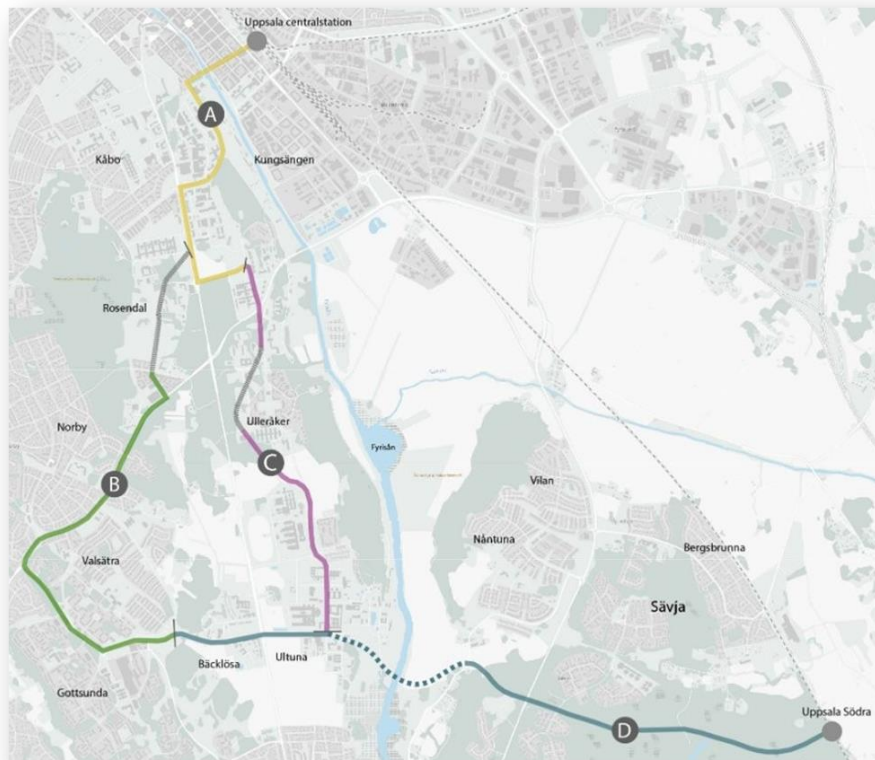 Uppsala centralstation
A
Kåbo
Kungsängen
Rosendal
Norby
Ulleråker
Fyrisån
C
B
Vilan
Valsätra
Nåntuna
Bergsbrunna
Sävja
Bäcklösa
Ultuna
Gottsunda
Uppsala Södra
D